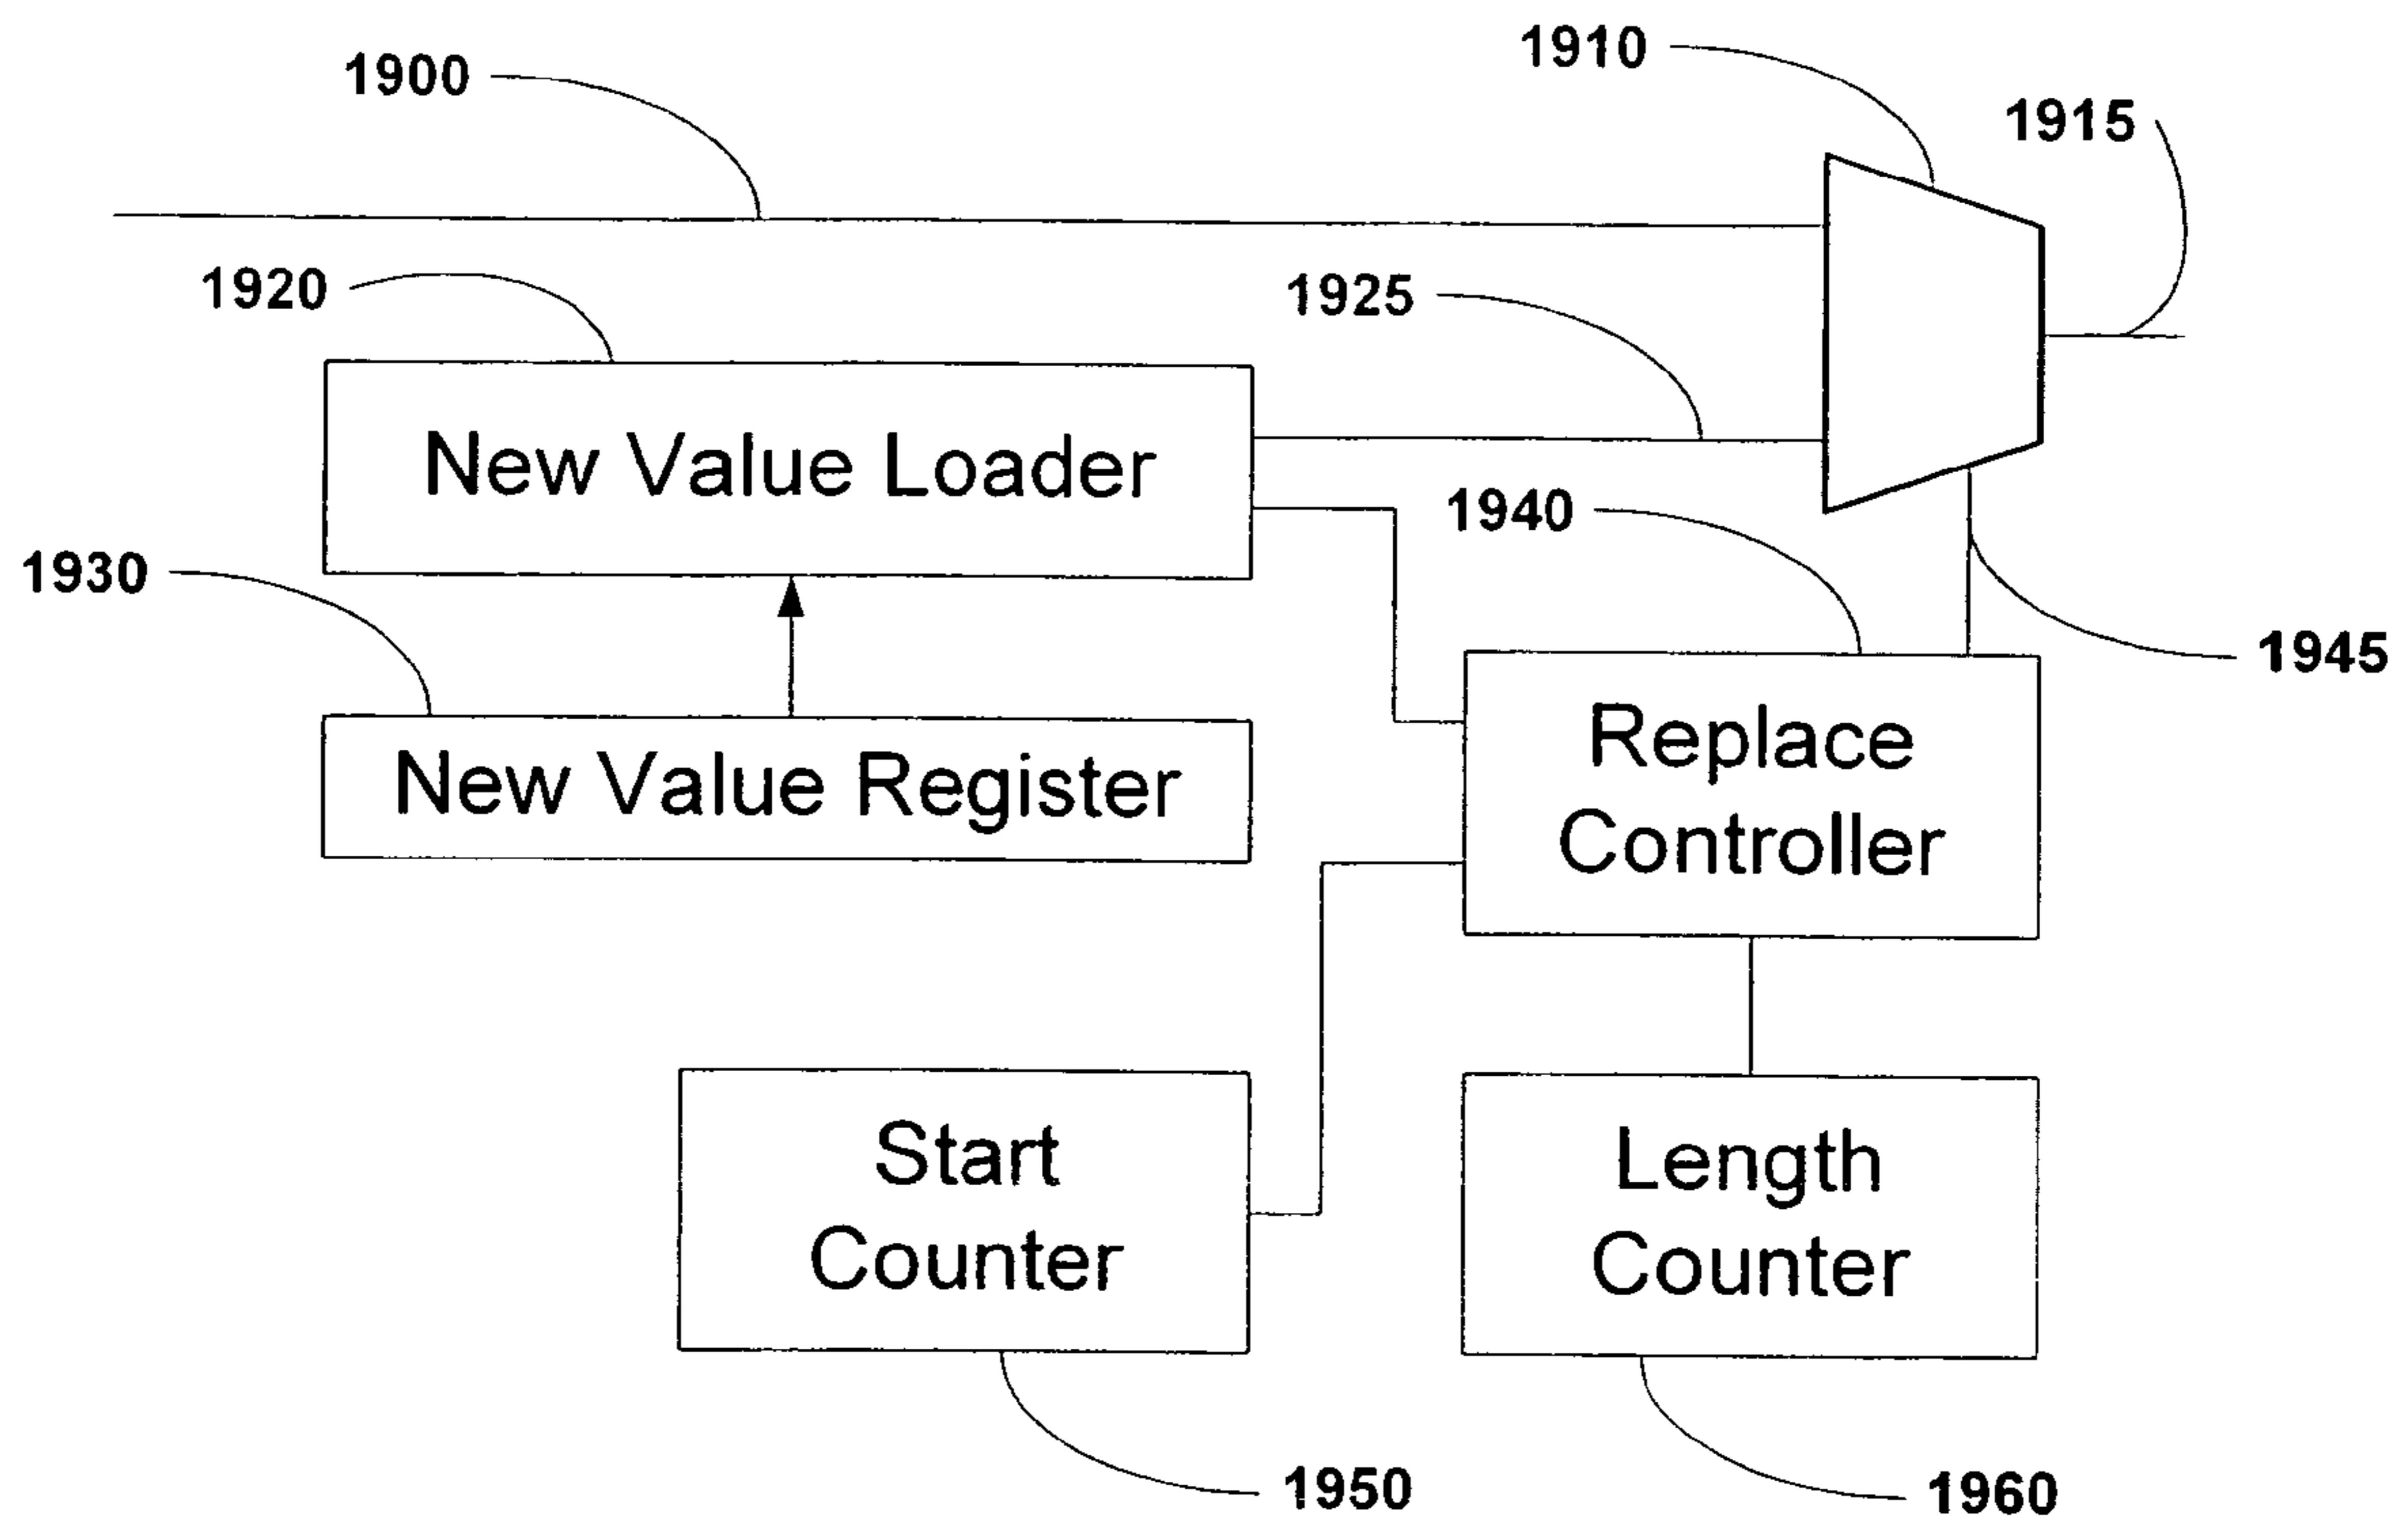 1910
1900
1915
1920
1925
New Value Loader
1940
1930
1945
Replace
Controller
New Value Register
Start
Counter
Length
Counter
1950
1960